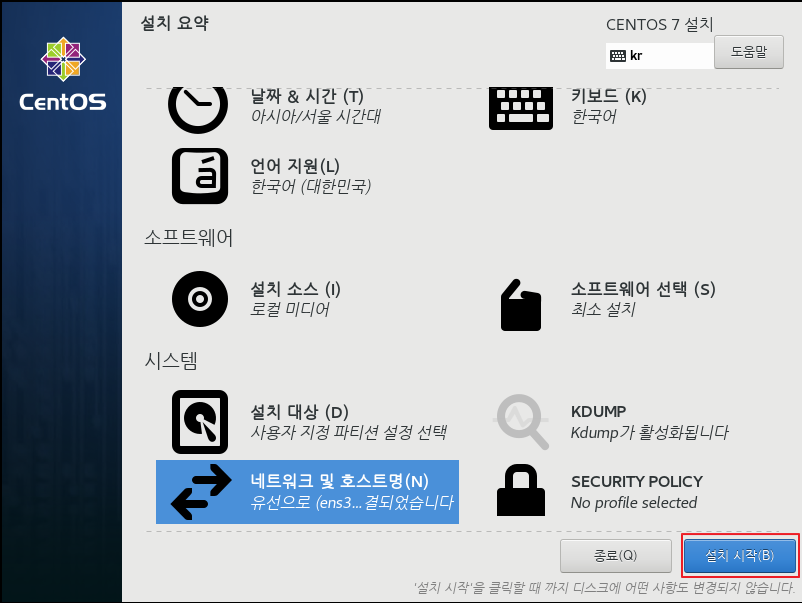 설치 요약
CENTOS 7 설치
kr
도움말
CentOS
날짜 & 시간 (T)
아시아/서울 시간대
키보드 (K)
한국어
언어 지원(L)
한국어 (대한민국)
소프트웨어
설치 소스 (I)
로컬 미디어
소프트웨어 선택 (S)
최소 설치
시스템
설치 대상 (D)
사용자 지정 파티션 설정 선택
KDUMP
Kdump가 활성화됩니다
네트워크 및 호스트명(N)
유선으로 (ens3...결되었습니다
SECURITY POLICY
No profile selected
종료(Q)
설치 시작(B)
'설치 시작'을 클릭할 때 까지 디스크에 어떤 사항도 변경되지 않습니다.